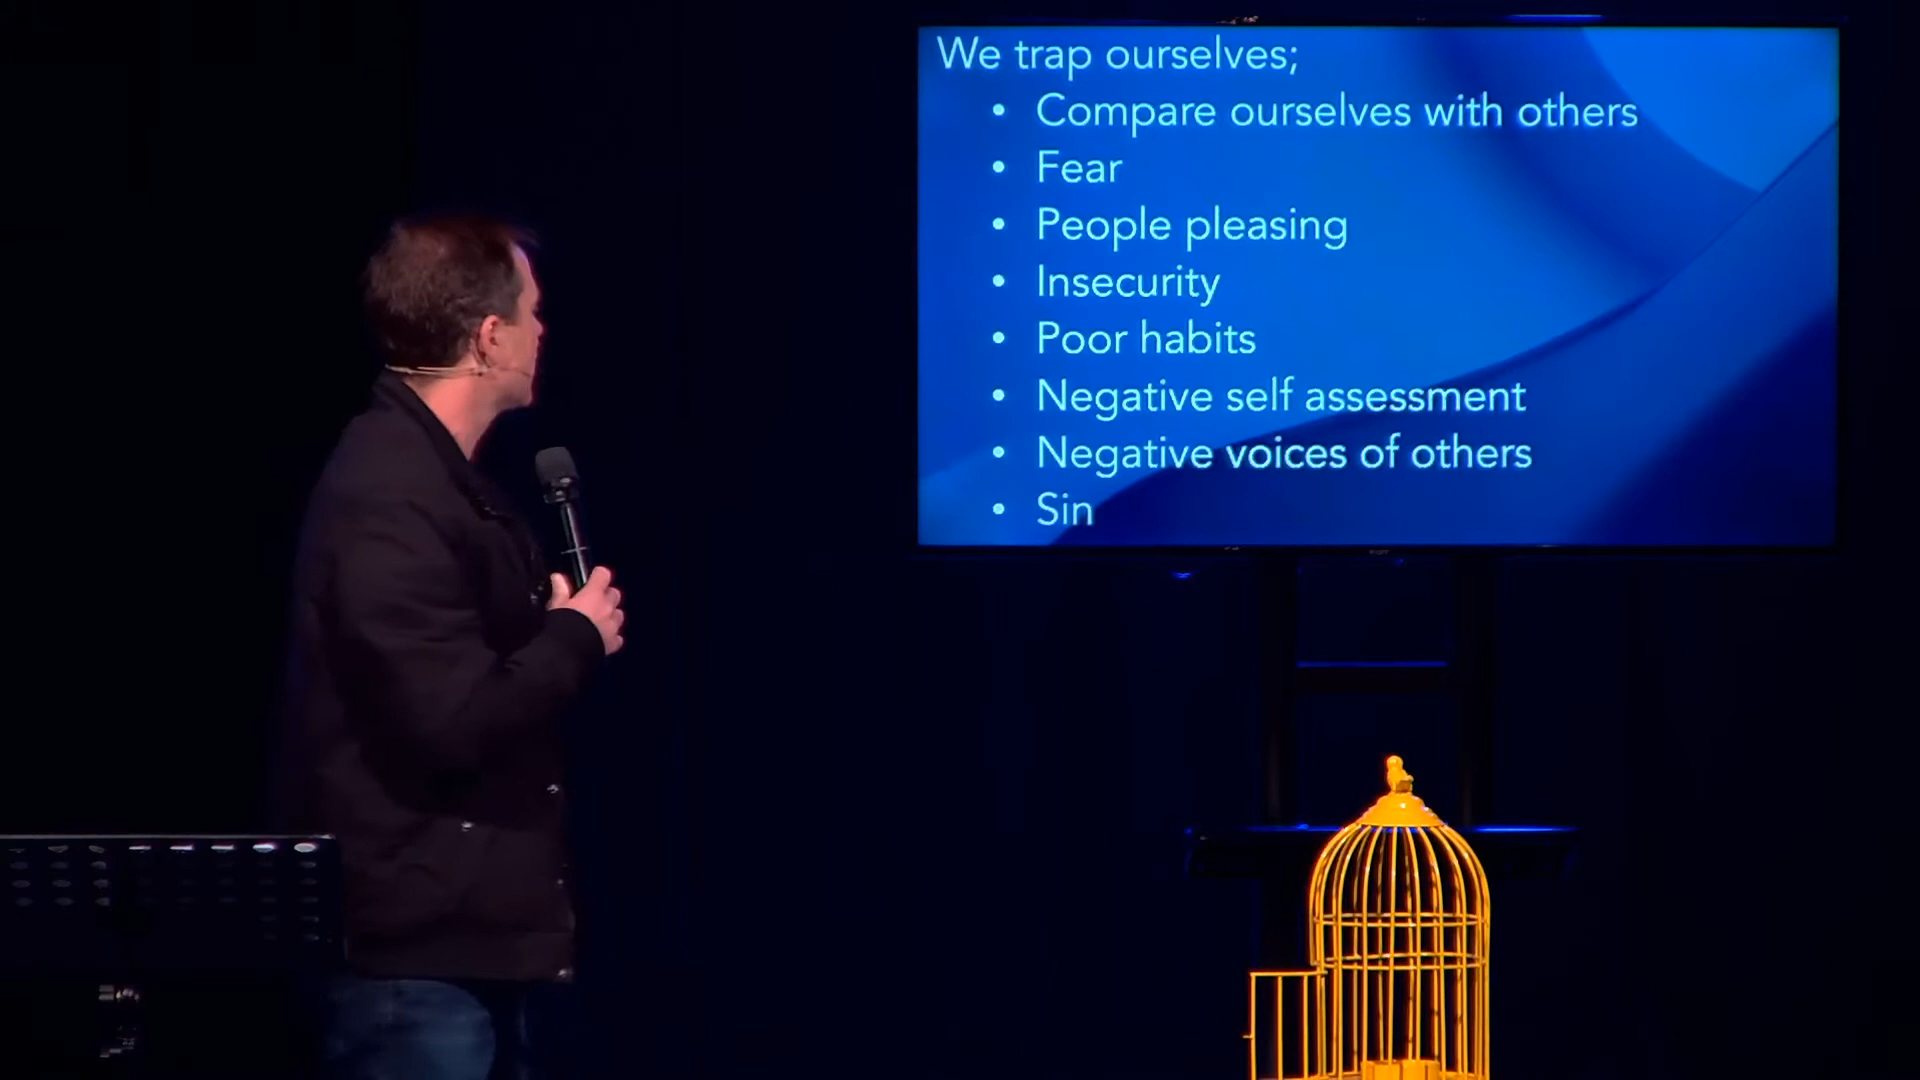 We trap ourselves;
• Compare ourselves with others
• Fear
• People pleasing
• Insecurity
• Poor habits
• Negative self assessment
• Negative voices of others
• Sin